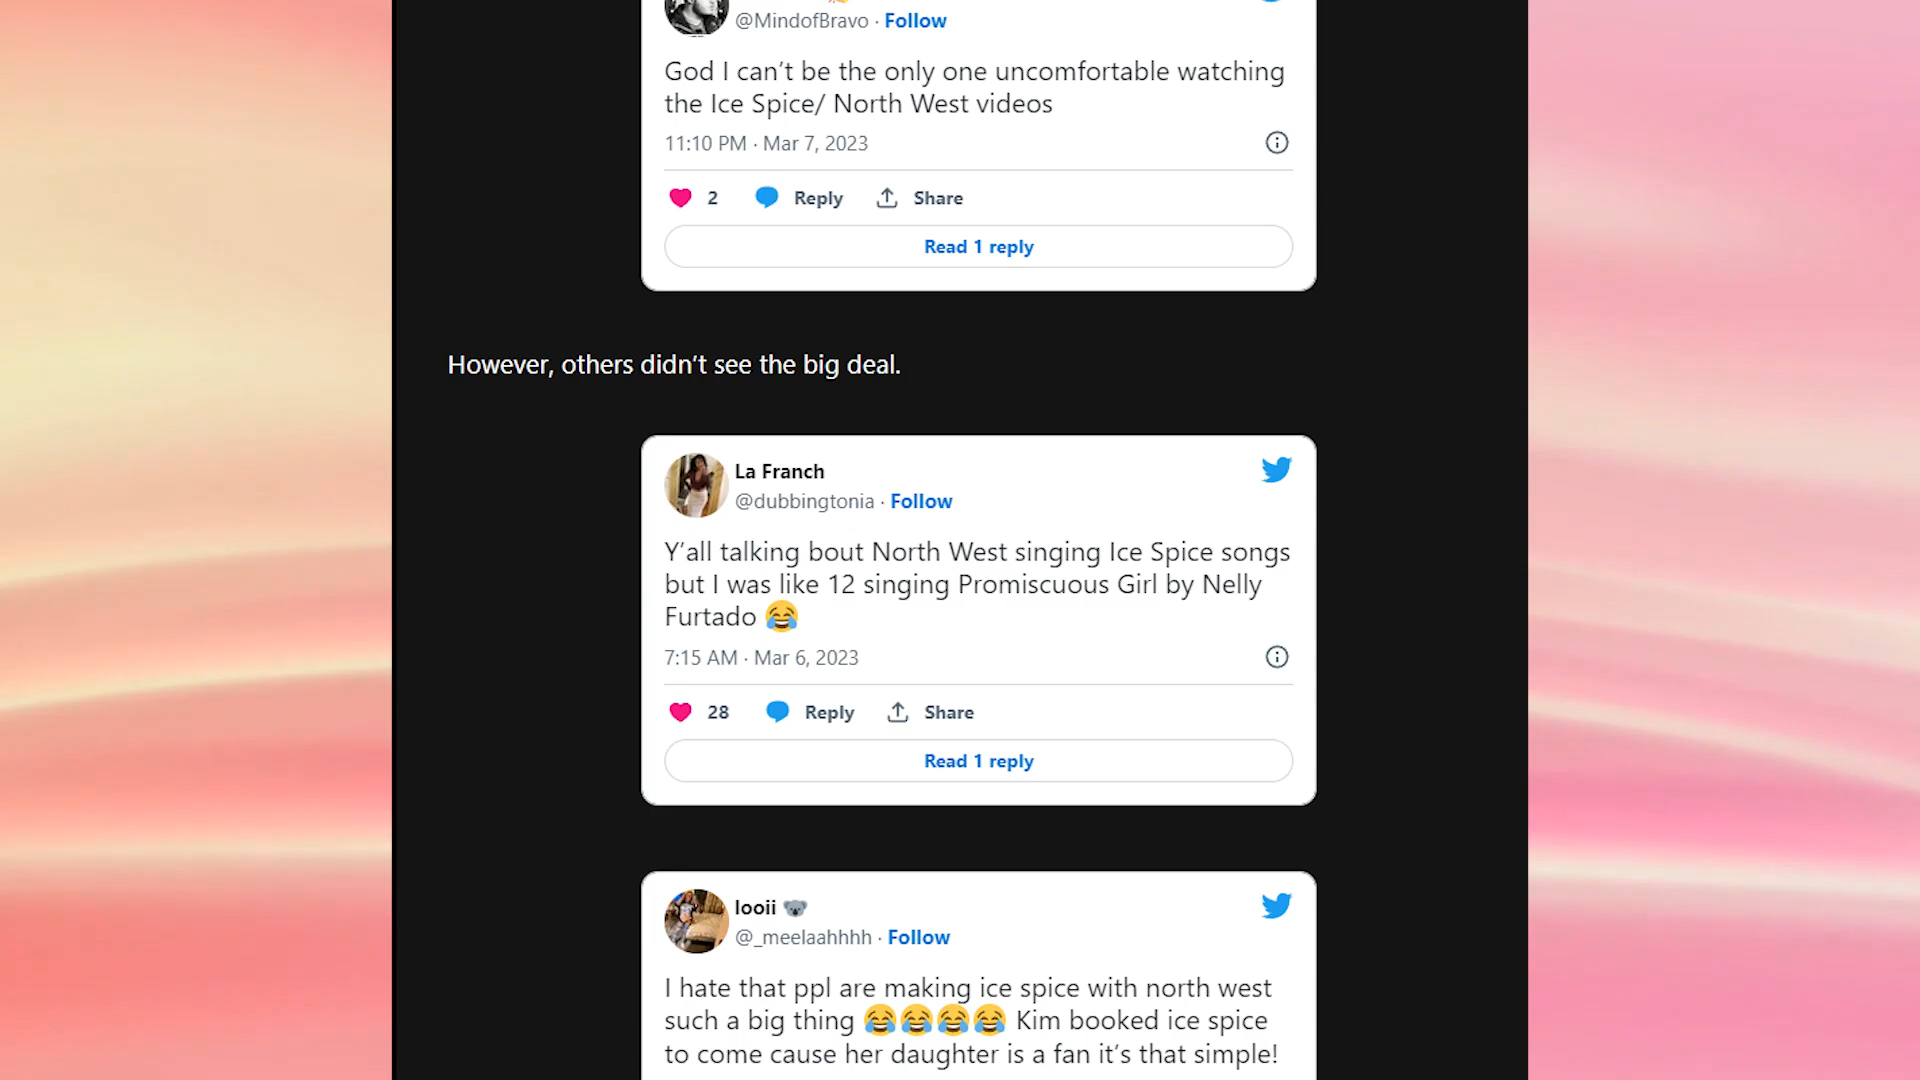 @MindofBravo · Follow
God I can’t be the only one uncomfortable watching
the Ice Spice/ North West videos
11:10 PM · Mar 7, 2023
2 Reply Share
Read 1 reply
However, others didn’t see the big deal.
La Franch
@dubbingtonia · Follow
Y’all talking bout North West singing Ice Spice songs
but I was like 12 singing Promiscuous Girl by Nelly
Furtado 😂
7:15 AM · Mar 6, 2023
28 Reply Share
Read 1 reply
looii 🐨
@_meelaahhhh · Follow
I hate that ppl are making ice spice with north west
such a big thing 😂😂😂😂 Kim booked ice spice
to come cause her daughter is a fan it’s that simple!